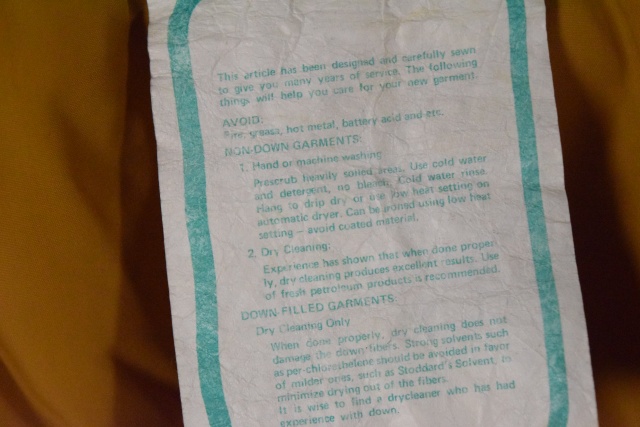 This article has been designed and carefully sewn
to give you many years of service. The following
things will help you care for your new garment.
AVOID:
Fire, grease, hot metal, battery acid and etc.
NON-DOWN GARMENTS:
1. Hand or machine washing
Prescrub heavily soiled areas. Use cold water
and detergent, no bleach. Cold water rinse.
Hang to drip dry or use low heat setting on
automatic dryer. Can be ironed using low heat
setting — avoid coated material.
2. Dry Cleaning:
Experience has shown that when done proper-
ly, dry cleaning produces excellent results. Use
of fresh petroleum products is recommended.
DOWN-FILLED GARMENTS
Dry Cleaning Only
When done properly, dry cleaning does not
damage the down fibers. Strong solvents such
as should be avoided in favor
of milder ones, such as Stoddard's Solvent, to
minimize drying out of the fibers.
It is wise to find a drycleaner who has had
experience with down.